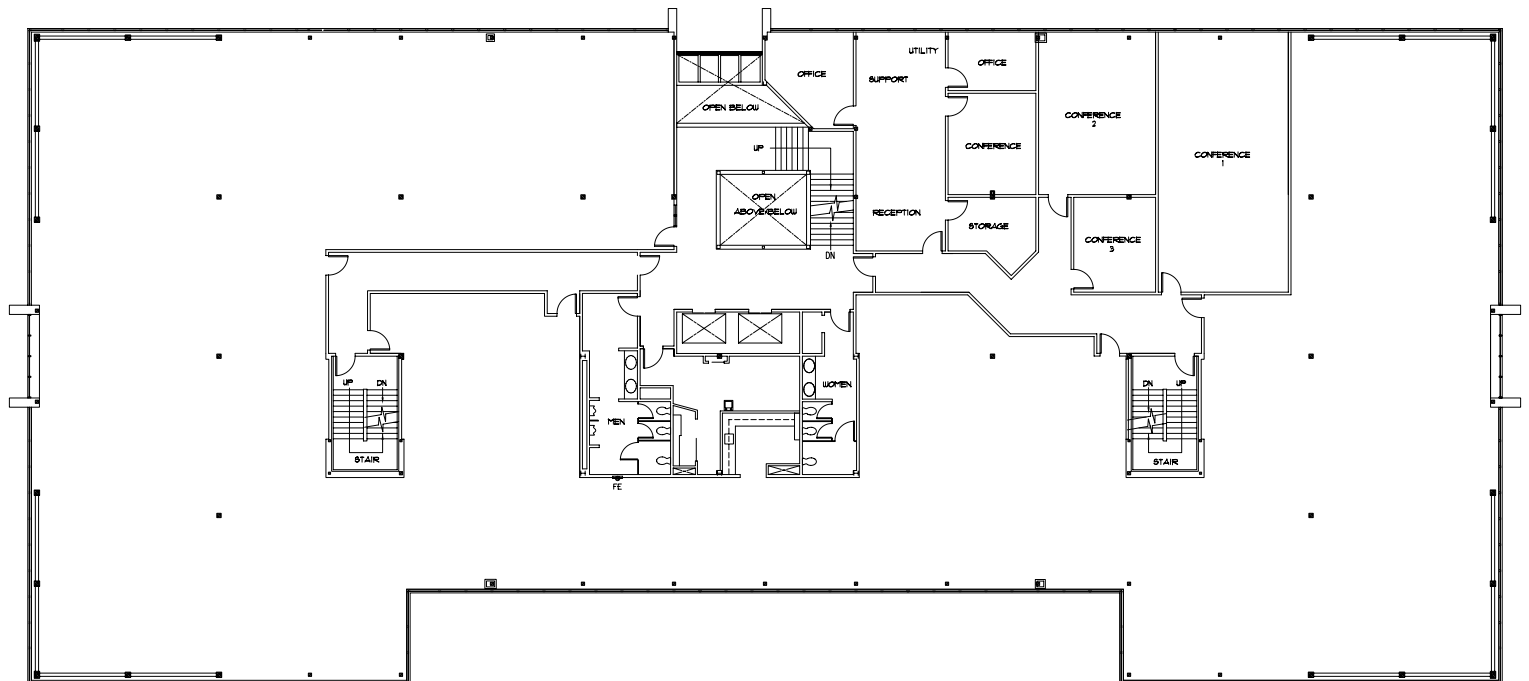 UTILITY
OFFICE
OFFICE
SUPPORT
OPEN BELOW
CONFERENCE
2
UP
CONFERENCE
CONFERENCE
1
OPEN
ABOVE/BELOW
RECEPTION
STORAGE
CONFERENCE
3
DN
UP
DN
WOMEN
DN
UP
MEN
STAIR
STAIR
FE